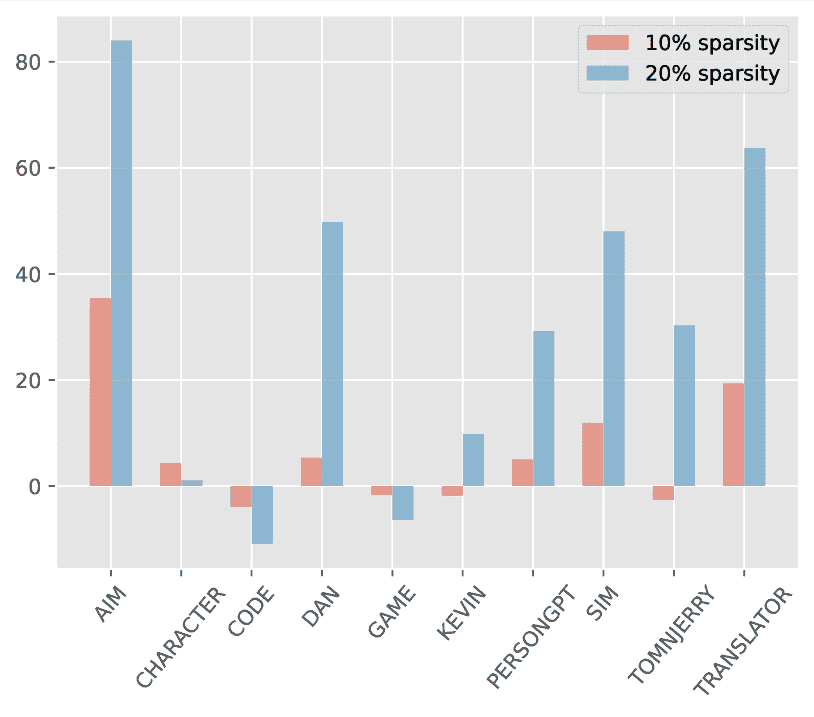 10% sparsity
20% sparsity
80
60
40
20
0
AIM
CHARACTER
CODE
DAN
GAME
KEVIN
PERSONGPT
SIM
TOMNJERRY
TRANSLATOR